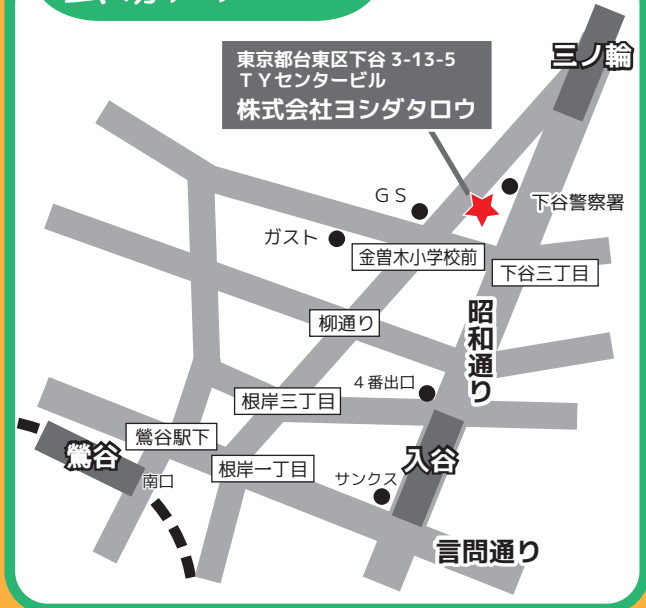 三ノ輪
東京都台東区下谷 3-13-5
ＴＹセンタービル
株式会社ヨシダタロウ
ＧＳ
下谷警察署
ガスト
金曽木小学校前
下谷三丁目
昭和通り
柳通り
４番出口
根岸三丁目
鶯谷駅下
鶯谷
入谷
根岸一丁目
サンクス
南口
言問通り